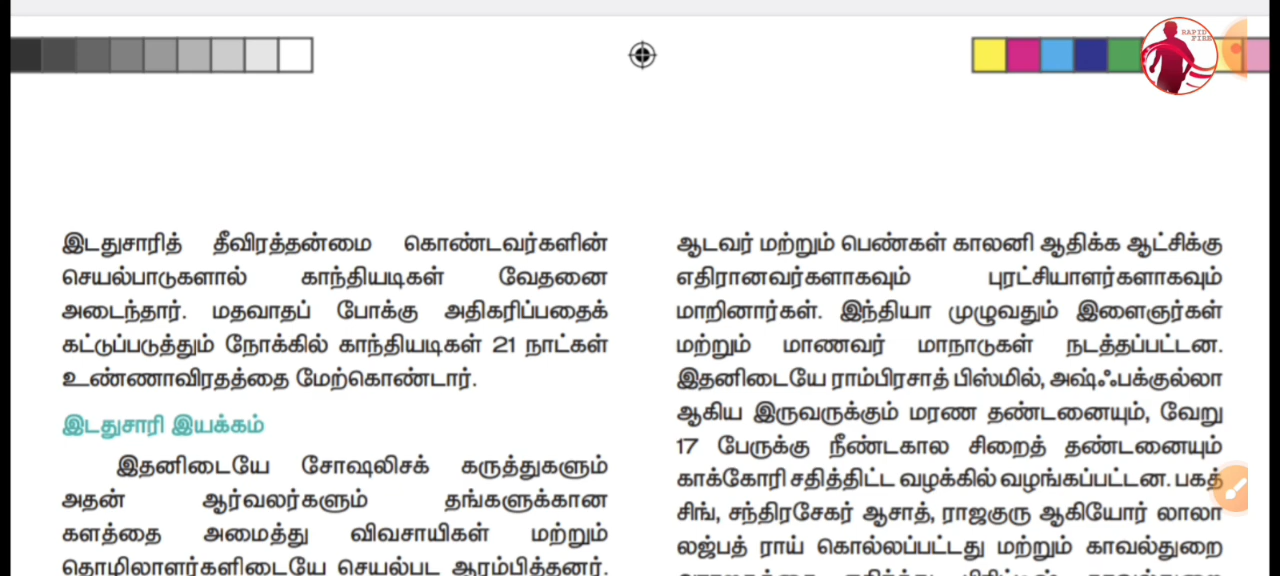 RAPID
FIRE
இடதுசாரித் தீவிரத்தன்மை கொண்டவர்களின்
செயல்பாடுகளால் காந்தியடிகள் வேதனை
அடைந்தார். மதவாதப் போக்கு அதிகரிப்பதைக்
கட்டுப்படுத்தும் நோக்கில் காந்தியடிகள் 21 நாட்கள்
உண்ணாவிரதத்தை மேற்கொண்டார்.
இடதுசாரி இயக்கம்
இதனிடையே சோஷலிசக் கருத்துகளும்
அதன் ஆர்வலர்களும் தங்களுக்கான
களத்தை அமைத்து விவசாயிகள் மற்றும்
தொழிலாளர்களிடையே செயல்பட ஆரம்பித்தனர்.
ஆடவர் மற்றும் பெண்கள் காலனி ஆதிக்க ஆட்சிக்கு
எதிரானவர்களாகவும் புரட்சியாளர்களாகவும்
மாறினார்கள். இந்தியா முழுவதும் இளைஞர்கள்
மற்றும் மாணவர் மாநாடுகள் நடத்தப்பட்டன.
இதனிடையே ராம்பிரசாத் பிஸ்மில், அஷ்ஃபக்குல்லா
ஆகிய இருவருக்கும் மரண தண்டனையும், வேறு
17 பேருக்கு நீண்டகால சிறைத் தண்டனையும்
காக்கோரி சதித்திட்ட வழக்கில் வழங்கப்பட்டன. பகத்
சிங், சந்திரசேகர் ஆசாத், ராஜகுரு ஆகியோர் லாலா
லஜ்பத் ராய் கொல்லப்பட்டது மற்றும் காவல்துறை